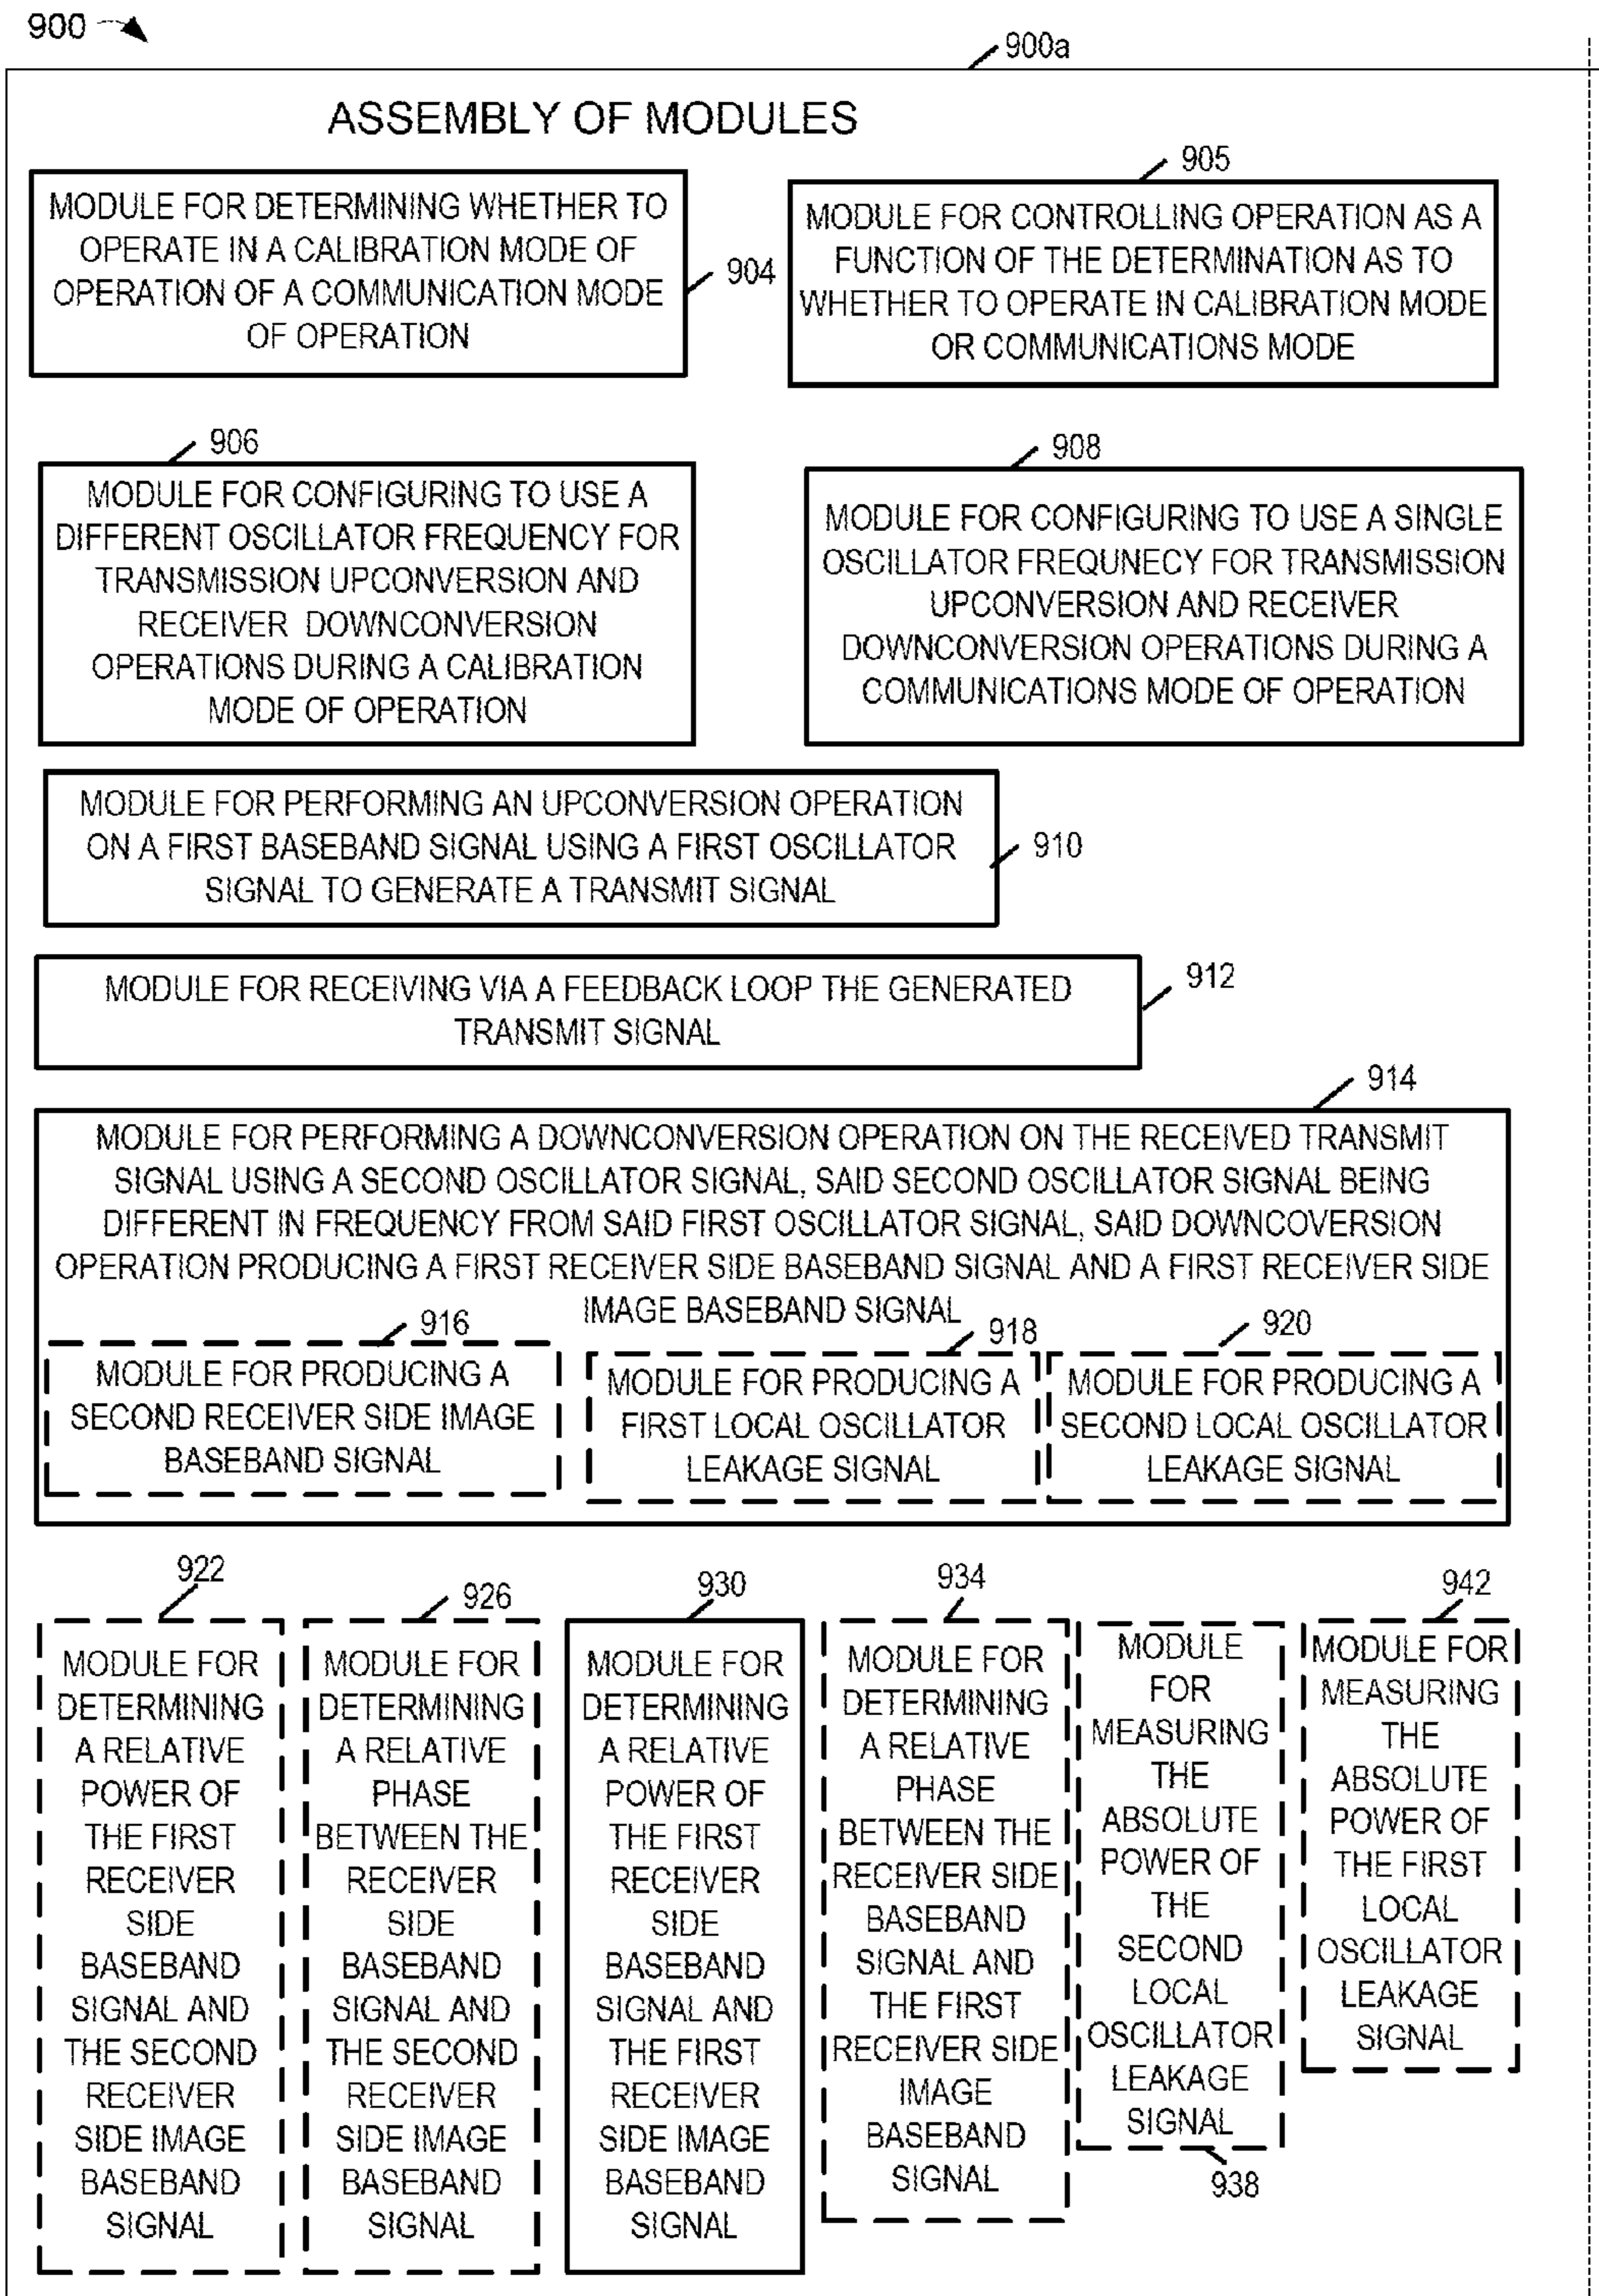 900
900a
ASSEMBLY OF MODULES
MODULE FOR DETERMINING WHETHER TO
OPERATE IN A CALIBRATION MODE OF
OPERATION OF A COMMUNICATION MODE
OF OPERATION
904
905
MODULE FOR CONTROLLING OPERATION AS A
FUNCTION OF THE DETERMINATION AS TO
WHETHER TO OPERATE IN CALIBRATION MODE
OR COMMUNICATIONS MODE
906
MODULE FOR CONFIGURING TO USE A
DIFFERENT OSCILLATOR FREQUENCY FOR
TRANSMISSION UPCONVERSION AND
RECEIVER DOWNCONVERSION
OPERATIONS DURING A CALIBRATION
MODE OF OPERATION
908
MODULE FOR CONFIGURING TO USE A SINGLE
OSCILLATOR FREQUNECY FOR TRANSMISSION
UPCONVERSION AND RECEIVER
DOWNCONVERSION OPERATIONS DURING A
COMMUNICATIONS MODE OF OPERATION
MODULE FOR PERFORMING AN UPCONVERSION OPERATION
ON A FIRST BASEBAND SIGNAL USING A FIRST OSCILLATOR
SIGNAL TO GENERATE A TRANSMIT SIGNAL
910
MODULE FOR RECEIVING VIA A FEEDBACK LOOP THE GENERATED
TRANSMIT SIGNAL
912
914
MODULE FOR PERFORMING A DOWNCONVERSION OPERATION ON THE RECEIVED TRANSMIT
SIGNAL USING A SECOND OSCILLATOR SIGNAL, SAID SECOND OSCILLATOR SIGNAL BEING
DIFFERENT IN FREQUENCY FROM SAID FIRST OSCILLATOR SIGNAL, SAID DOWNCOVERSION
OPERATION PRODUCING A FIRST RECEIVER SIDE BASEBAND SIGNAL AND A FIRST RECEIVER SIDE
IMAGE BASEBAND SIGNAL
916
MODULE FOR PRODUCING A
SECOND RECEIVER SIDE IMAGE
BASEBAND SIGNAL
918
MODULE FOR PRODUCING A
FIRST LOCAL OSCILLATOR
LEAKAGE SIGNAL
920
MODULE FOR PRODUCING A
SECOND LOCAL OSCILLATOR
LEAKAGE SIGNAL
922
MODULE FOR
DETERMINING
A RELATIVE
POWER OF
THE FIRST
RECEIVER
SIDE
BASEBAND
SIGNAL AND
THE SECOND
RECEIVER
SIDE IMAGE
BASEBAND
SIGNAL
926
MODULE FOR
DETERMINING
A RELATIVE
PHASE
BETWEEN THE
RECEIVER
SIDE
BASEBAND
SIGNAL AND
THE SECOND
RECEIVER
SIDE IMAGE
BASEBAND
SIGNAL
930
MODULE FOR
DETERMINING
A RELATIVE
POWER OF
THE FIRST
RECEIVER
SIDE
BASEBAND
SIGNAL AND
THE FIRST
RECEIVER
SIDE IMAGE
BASEBAND
SIGNAL
934
MODULE FOR
DETERMINING
A RELATIVE
PHASE
BETWEEN THE
RECEIVER SIDE
BASEBAND
SIGNAL AND
THE FIRST
RECEIVER SIDE
IMAGE
BASEBAND
SIGNAL
MODULE
FOR
MEASURING
THE
ABSOLUTE
POWER OF
THE
SECOND
LOCAL
OSCILLATOR
LEAKAGE
SIGNAL
938
942
MODULE FOR
MEASURING
THE
ABSOLUTE
POWER OF
THE FIRST
LOCAL
OSCILLATOR
LEAKAGE
SIGNAL